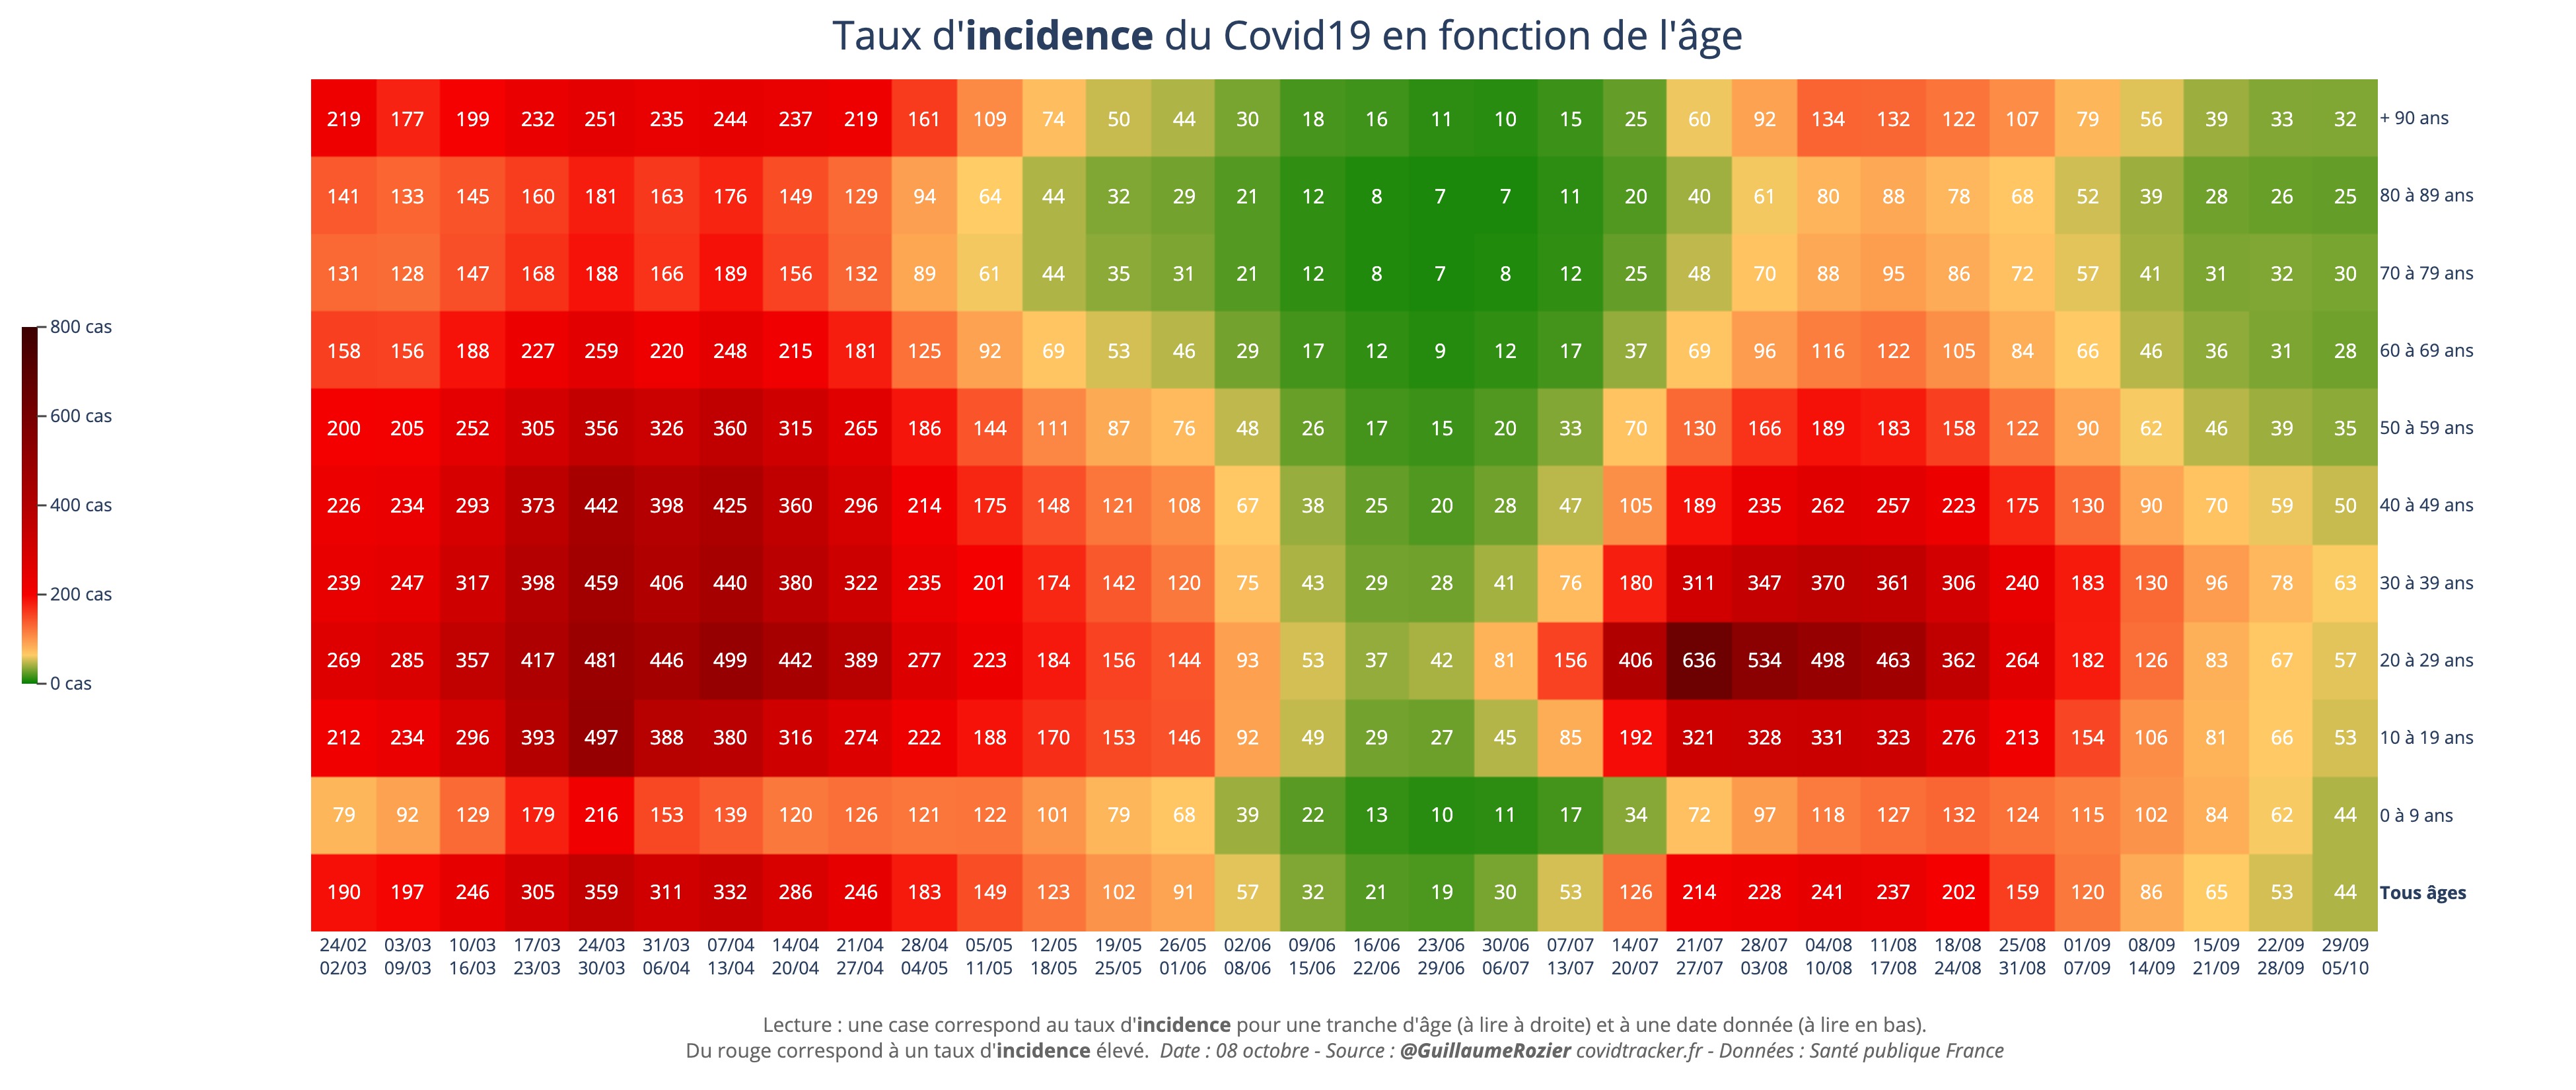 Taux d'incidence du Covid19 en fonction de l'âge
219 177 199 232 251 235 244 237 219 161 109 74 50 44 30 18 16 11 10 15 25 60 92 134 132 122 107 79 56 39 33 32 + 90 ans
141 133 145 160 181 163 176 149 129 94 64 44 32 29 21 12 8 7 7 11 20 40 61 80 88 78 68 52 39 28 26 25 80 à 89 ans
131 128 147 168 188 166 189 156 132 89 61 44 35 31 21 12 8 7 8 12 25 48 70 88 95 86 72 57 41 31 32 30 70 à 79 ans
800 cas
158 156 188 227 259 220 248 215 181 125 92 69 53 46 29 17 12 9 12 17 37 69 96 116 122 105 84 66 46 36 31 28 60 à 69 ans
600 cas
200 205 252 305 356 326 360 315 265 186 144 111 87 76 48 26 17 15 20 33 70 130 166 189 183 158 122 90 62 46 39 35 50 à 59 ans
400 cas
226 234 293 373 442 398 425 360 296 214 175 148 121 108 67 38 25 20 28 47 105 189 235 262 257 223 175 130 90 70 59 50 40 à 49 ans
239 247 317 398 459 406 440 380 322 235 201 174 142 120 75 43 29 28 41 76 180 311 347 370 361 306 240 183 130 96 78 63 30 à 39 ans
200 cas
269 285 357 417 481 446 499 442 389 277 223 184 156 144 93 53 37 42 81 156 406 636 534 498 463 362 264 182 126 83 67 57 20 à 29 ans
0 cas
212 234 296 393 497 388 380 316 274 222 188 170 153 146 92 49 29 27 45 85 192 321 328 331 323 276 213 154 106 81 66 53 10 à 19 ans
79 92 129 179 216 153 139 120 126 121 122 101 79 68 39 22 13 10 11 17 34 72 97 118 127 132 124 115 102 84 62 44 0 à 9 ans
190 197 246 305 359 311 332 286 246 183 149 123 102 91 57 32 21 19 30 53 126 214 228 241 237 202 159 120 86 65 53 44 Tous âges
24/02 03/03 10/03 17/03 24/03 31/03 07/04 14/04 21/04 28/04 05/05 12/05 19/05 26/05 02/06 09/06 16/06 23/06 30/06 07/07 14/07 21/07 28/07 04/08 11/08 18/08 25/08 01/09 08/09 15/09 22/09 29/09
02/03 09/03 16/03 23/03 30/03 06/04 13/04 20/04 27/04 04/05 11/05 18/05 25/05 01/06 08/06 15/06 22/06 29/06 06/07 13/07 20/07 27/07 03/08 10/08 17/08 24/08 31/08 07/09 14/09 21/09 28/09 05/10
Lecture : une case correspond au taux d'incidence pour une tranche d'âge (à lire à droite) et à une date donnée (à lire en bas).
Du rouge correspond à un taux d'incidence élevé. Date : 08 octobre - Source : @GuillaumeRozier covidtracker.fr - Données : Santé publique France